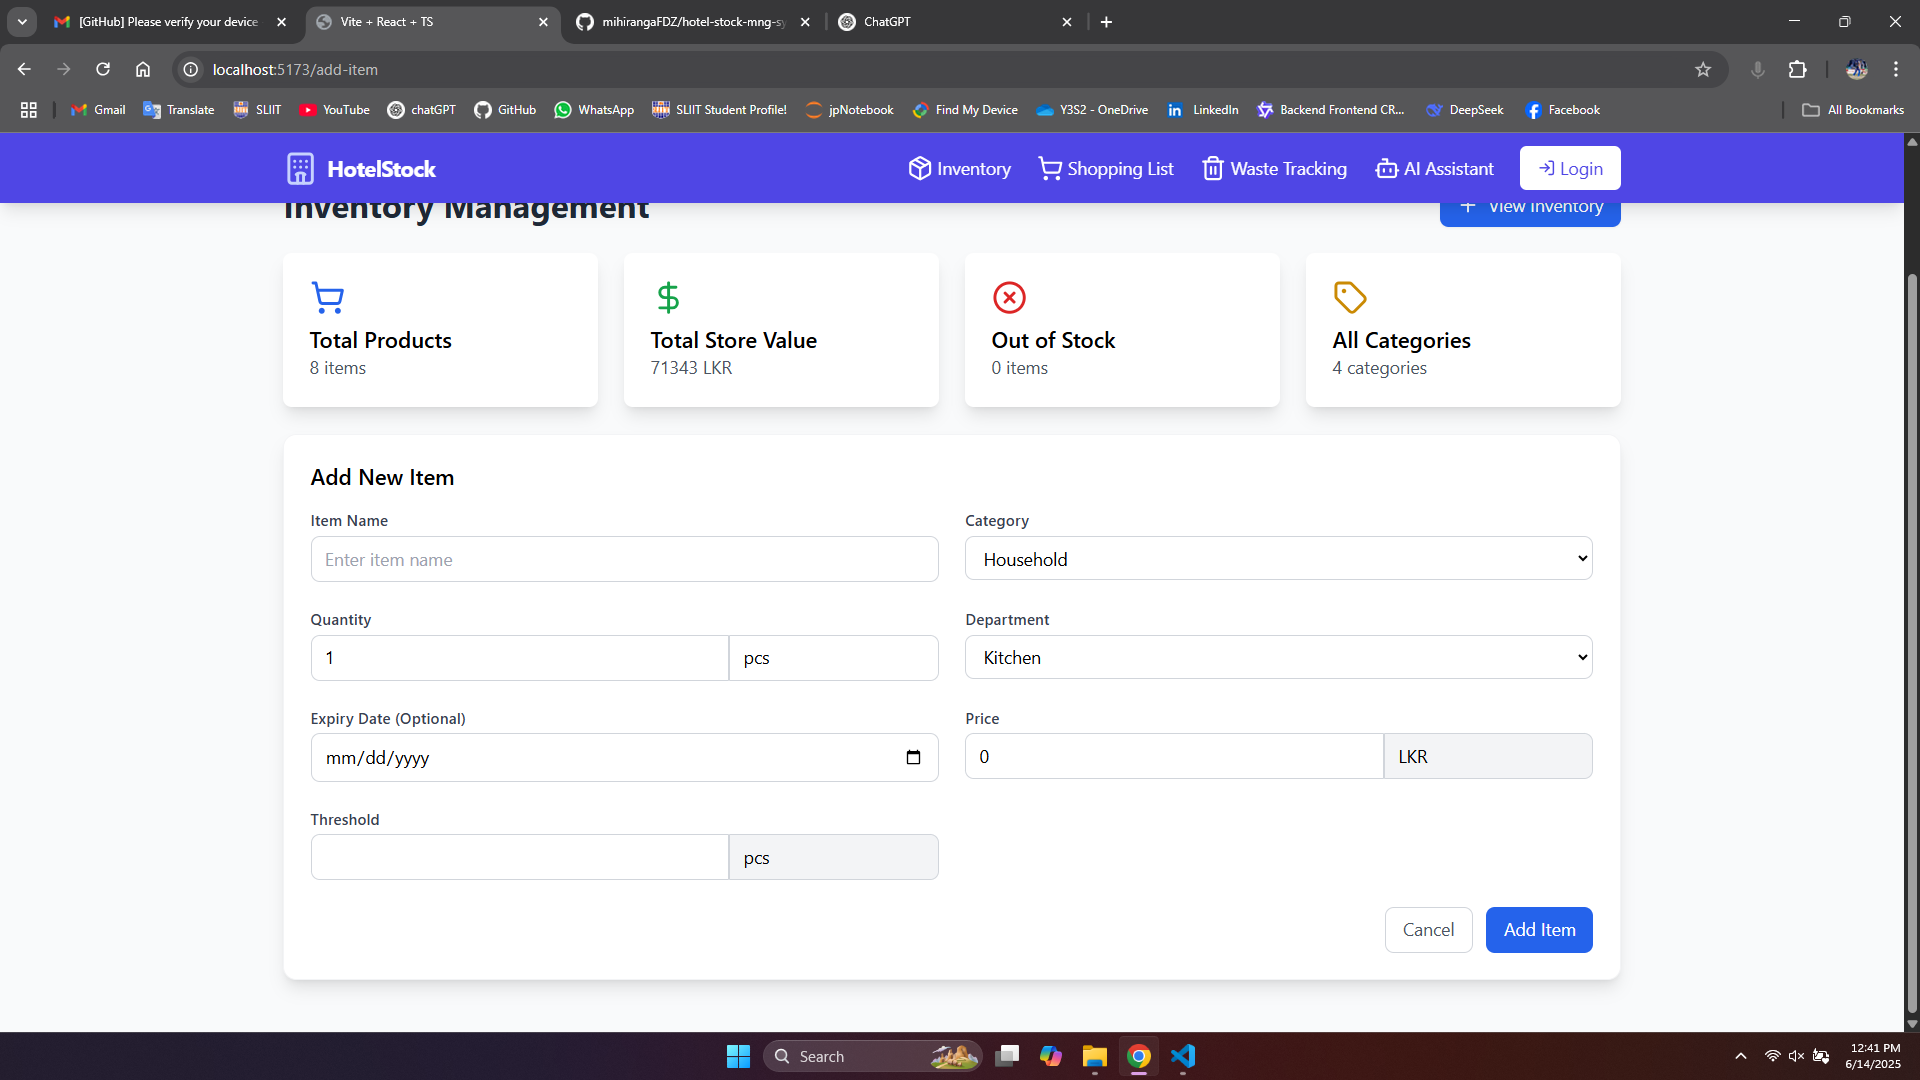 [GitHub] Please verify your device
Vite + React + TS
mihirangaFDZ/hotel-stock-mng-sy
ChatGPT
localhost:5173/add-item
Gmail
Translate
SLIIT
YouTube
chatGPT
GitHub
WhatsApp
SLIIT Student Profile!
jpNotebook
Find My Device
Y3S2 - OneDrive
LinkedIn
Backend Frontend CR...
DeepSeek
Facebook
All Bookmarks
HotelStock
Inventory
Shopping List
Waste Tracking
AI Assistant
Login
Inventory Management
View Inventory
Total Products
8 items
Total Store Value
71343 LKR
Out of Stock
0 items
All Categories
4 categories
Add New Item
Item Name
Category
Enter item name
Household
Quantity
Department
1
pcs
Kitchen
Expiry Date (Optional)
Price
mm/dd/yyyy
0
LKR
Threshold
pcs
Cancel
Add Item
Search
12:41 PM
6/14/2025